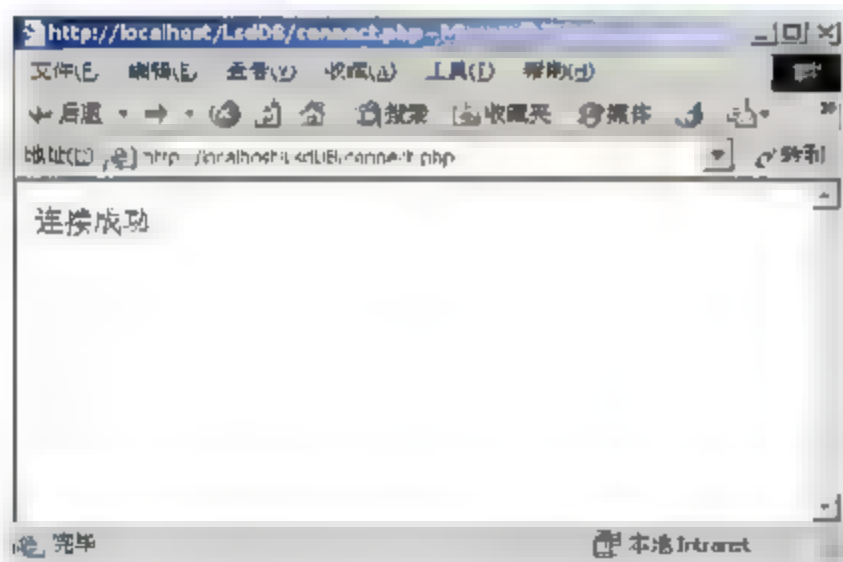 http://localhost/LsdDB/connect.php -
文件(F) 编辑(E) 查看(V) 收藏(A) 工具(T) 帮助(H)
后退 搜索 收藏夹 媒体 »
地址(D) http://localhost/LsdDB/connect.php 转到
连接成功
完毕 本地 Intranet